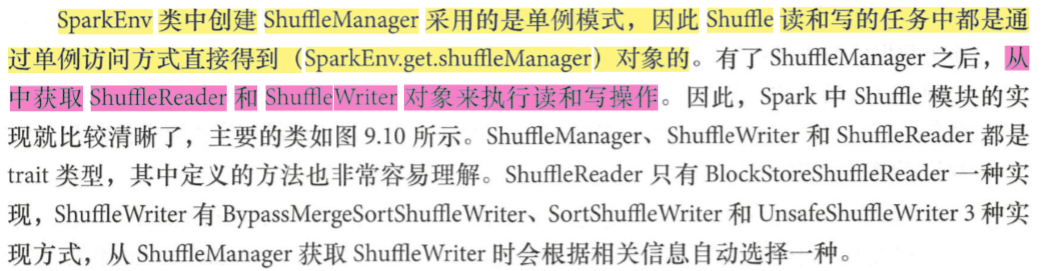 SparkEnv 类中创建 ShuffleManager 采用的是单例模式，因此 Shuffle 读和写的任务中都是通
过单例访问方式直接得到（SparkEnv.get.shuffleManager）对象的。有了 ShuffleManager 之后，从
中获取 ShuffleReader 和 ShuffleWriter 对象来执行读和写操作。因此，Spark 中 Shuffle 模块的实
现就比较清晰了，主要的类如图 9.10 所示。ShuffleManager、ShuffleWriter 和 ShuffleReader 都是
trait 类型，其中定义的方法也非常容易理解。ShuffleReader 只有 BlockStoreShuffleReader 一种实
现，ShuffleWriter 有 BypassMergeSortShuffleWriter、SortShuffleWriter 和 UnsafeShuffleWriter 3 种实
现方式，从 ShuffleManager 获取 ShuffleWriter 时会根据相关信息自动选择一种。